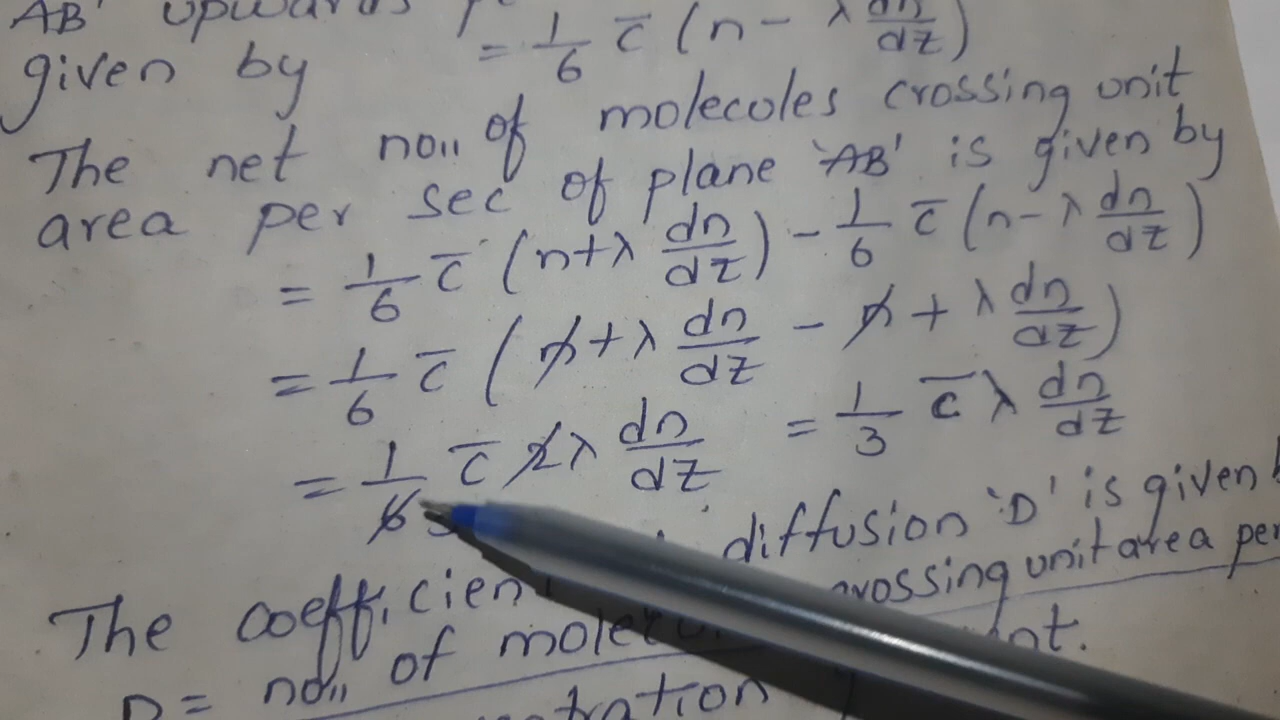 AB' upwards
= 1/6 c̄ (n - λ dn/dz)
given by
The net no,, of molecules crossing unit
area per sec of plane 'AB' is given by
= 1/6 c̄ (n+λ dn/dz) - 1/6 c̄ (n-λ dn/dz)
= 1/6 c̄ (n+λ dn/dz - n + λ dn/dz)
= 1/6 c̄ 2λ dn/dz = 1/3 c̄ λ dn/dz
The diffusion 'D' is given
D = no,, of crossing unit area per